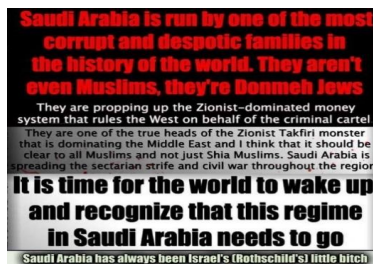 Saudi Arabia is run by one of the most
corrupt and despotic families in
the history of the world. They aren't
even Muslims, they're Donmeh Jews
They are propping up the Zionist-dominated money
system that rules the West on behalf of the criminal cartel
They are one of the true heads of the Zionist Takfiri monster
that is dominating the Middle East and I think that it should be
clear to all Muslims and not just Shia Muslims. Saudi Arabia is
spreading the sectarian strife and civil war throughout the region
It is time for the world to wake up
and recognize that this regime
in Saudi Arabia needs to go
Saudi Arabia has always been Israel's (Rothschild's) little bitch